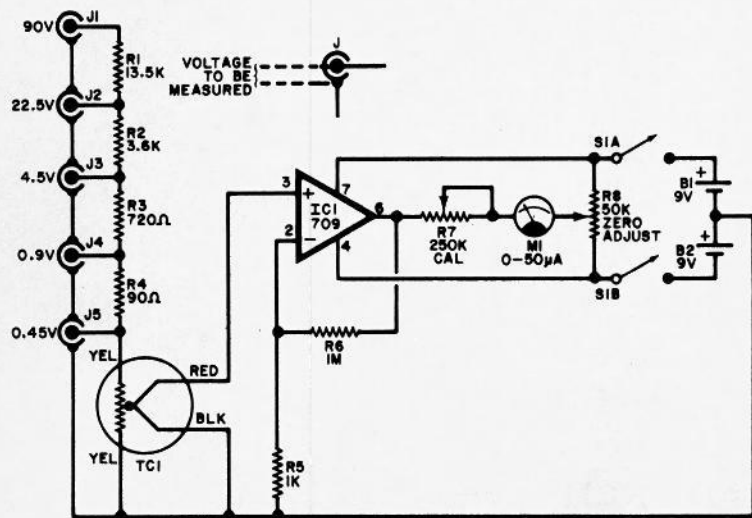 J1
90V
R1
13.5K
J2
22.5V
R2
3.6K
J3
4.5V
R3
720Ω
J4
0.9V
R4
90Ω
J5
0.45V
YEL
RED
BLK
YEL
TC1
J
VOLTAGE
TO BE
MEASURED
3
+
7
IC1
709
6
2
−
4
R7
250K
CAL
M1
0-50µA
R8
50K
ZERO
ADJUST
S1A
S1B
+
B1
9V
+
B2
9V
R6
1M
R5
1K